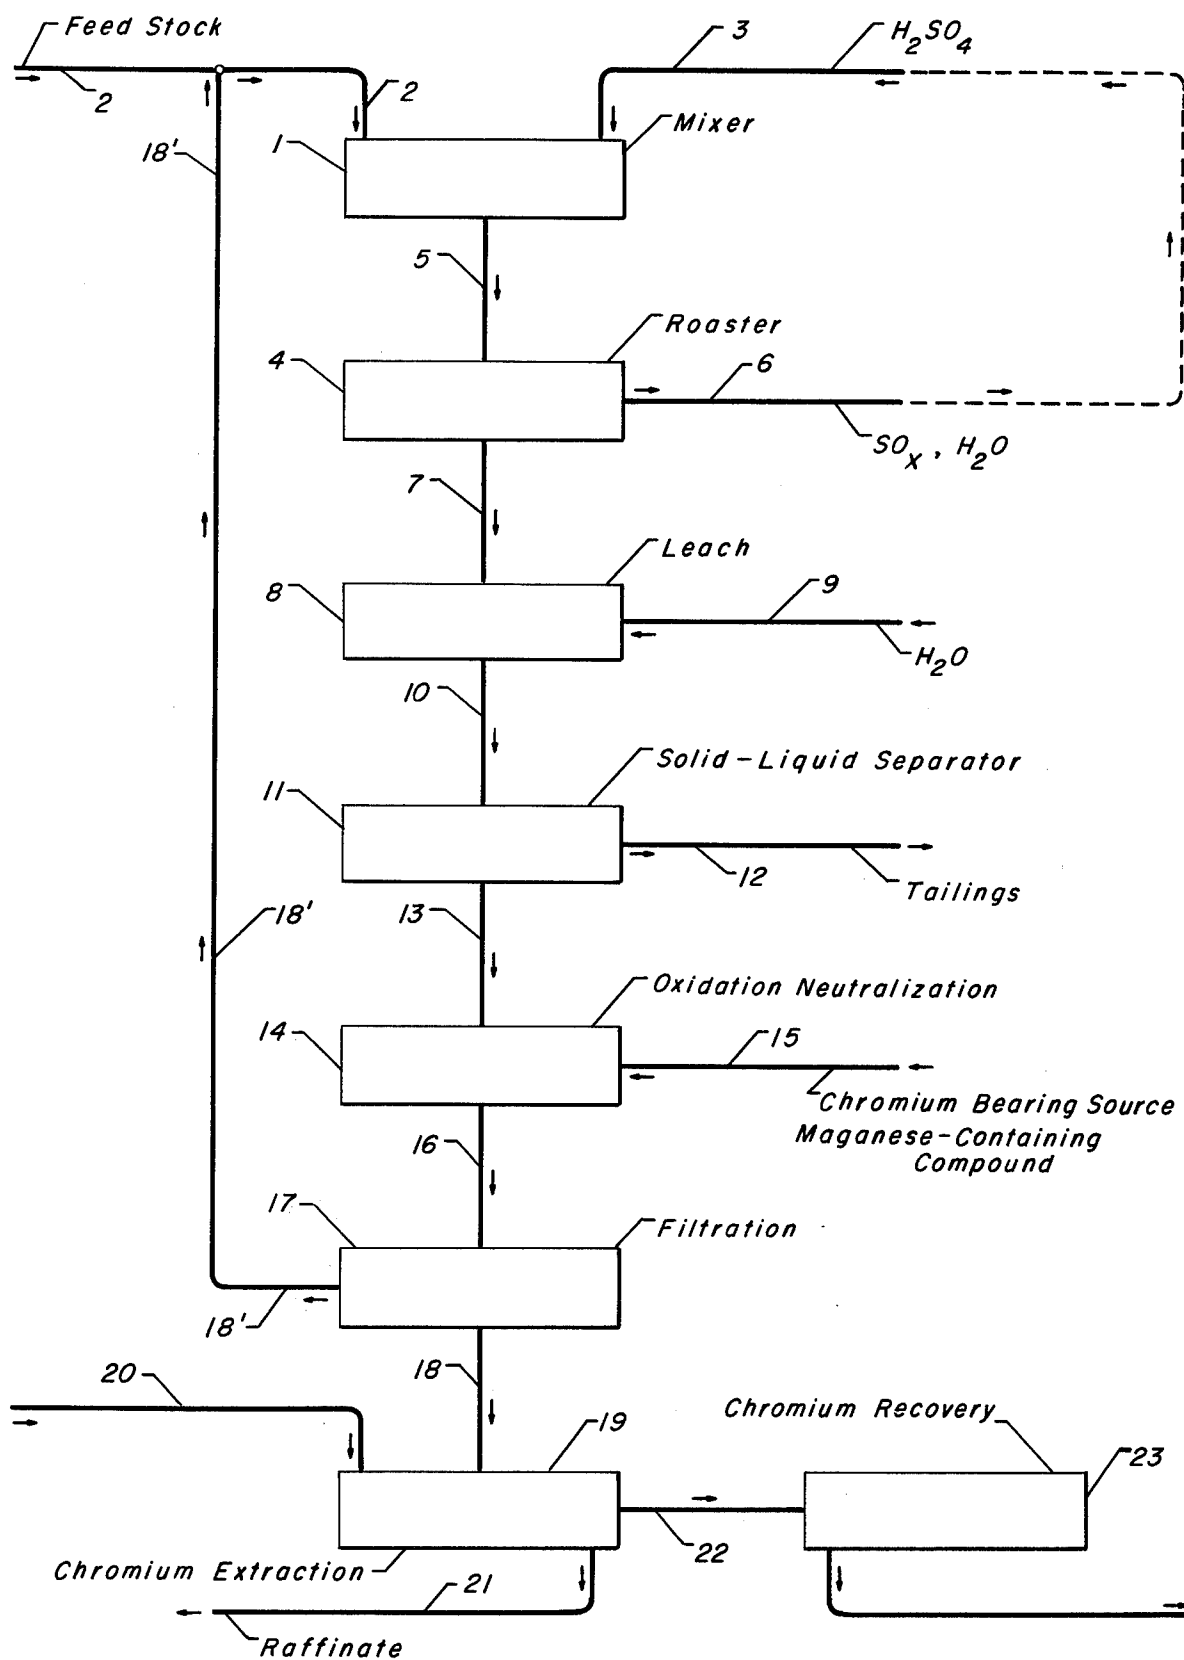 Feed Stock
3
H2SO4
2
2
Mixer
1
18'
5
Roaster
4
6
SOX, H2O
7
Leach
8
9
H2O
10
Solid-Liquid Separator
11
12
Tailings
13
18'
Oxidation Neutralization
14
15
Chromium Bearing Source
Maganese-Containing
Compound
16
17
Filtration
18'
18
20
19
Chromium Recovery
23
22
Chromium Extraction
21
Raffinate